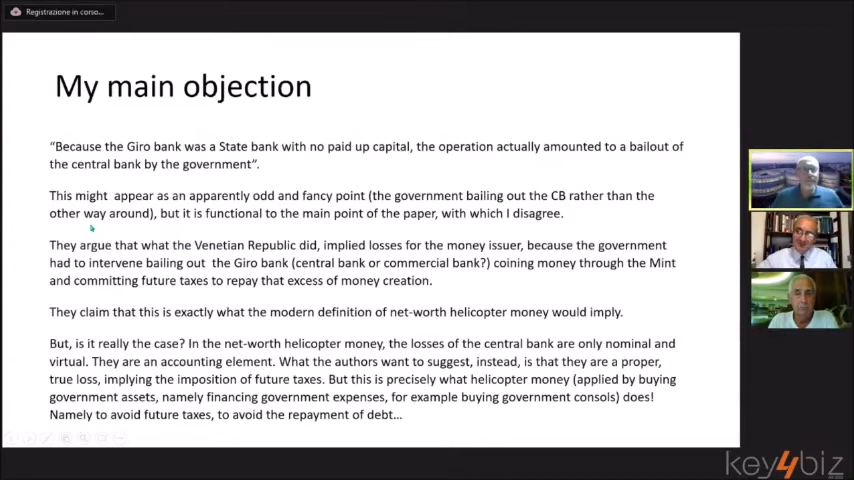 Registrazione in corso...
My main objection
“Because the Giro bank was a State bank with no paid up capital, the operation actually amounted to a bailout of
the central bank by the government”.
This might appear as an apparently odd and fancy point (the government bailing out the CB rather than the
other way around), but it is functional to the main point of the paper, with which I disagree.
They argue that what the Venetian Republic did, implied losses for the money issuer, because the government
had to intervene bailing out the Giro bank (central bank or commercial bank?) coining money through the Mint
and committing future taxes to repay that excess of money creation.
They claim that this is exactly what the modern definition of net-worth helicopter money would imply.
But, is it really the case? In the net-worth helicopter money, the losses of the central bank are only nominal and
virtual. They are an accounting element. What the authors want to suggest, instead, is that they are a proper,
true loss, implying the imposition of future taxes. But this is precisely what helicopter money (applied by buying
government assets, namely financing government expenses, for example buying government consols) does!
Namely to avoid future taxes, to avoid the repayment of debt...
key4biz